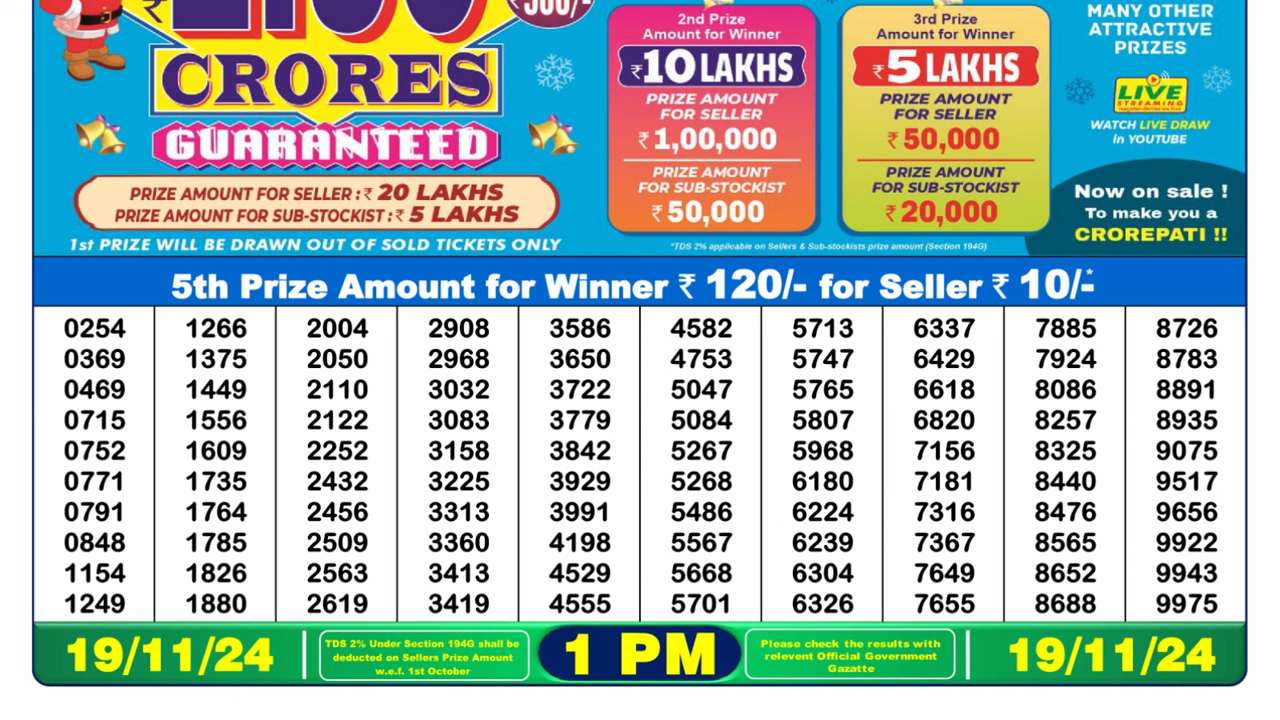 CRORES
GUARANTEED
PRIZE AMOUNT FOR SELLER :₹ 20 LAKHS
PRIZE AMOUNT FOR SUB-STOCKIST :₹ 5 LAKHS
1st PRIZE WILL BE DRAWN OUT OF SOLD TICKETS ONLY
2nd Prize
Amount for Winner
₹10 LAKHS
PRIZE AMOUNT
FOR SELLER
₹ 1,00,000
PRIZE AMOUNT
FOR SUB-STOCKIST
₹ 50,000
3rd Prize
Amount for Winner
₹5 LAKHS
PRIZE AMOUNT
FOR SELLER
₹ 50,000
PRIZE AMOUNT
FOR SUB-STOCKIST
₹ 20,000
*TDS 2% applicable on Sellers & Sub-stockists prize amount (Section 194G)
MANY OTHER
ATTRACTIVE
PRIZES
LIVE
STREAMING
WATCH LIVE DRAW
in YOUTUBE
Now on sale !
To make you a
CROREPATI !!
5th Prize Amount for Winner ₹ 120/- for Seller ₹ 10/-*
0254 1266 2004 2908 3586 4582 5713 6337 7885 8726
0369 1375 2050 2968 3650 4753 5747 6429 7924 8783
0469 1449 2110 3032 3722 5047 5765 6618 8086 8891
0715 1556 2122 3083 3779 5084 5807 6820 8257 8935
0752 1609 2252 3158 3842 5267 5968 7156 8325 9075
0771 1735 2432 3225 3929 5268 6180 7181 8440 9517
0791 1764 2456 3313 3991 5486 6224 7316 8476 9656
0848 1785 2509 3360 4198 5567 6239 7367 8565 9922
1154 1826 2563 3413 4529 5668 6304 7649 8652 9943
1249 1880 2619 3419 4555 5701 6326 7655 8688 9975
19/11/24
TDS 2% Under Section 194G shall be
deducted on Sellers Prize Amount
w.e.f. 1st October
1 PM
Please check the results with
relevent Official Government
Gazatte
19/11/24